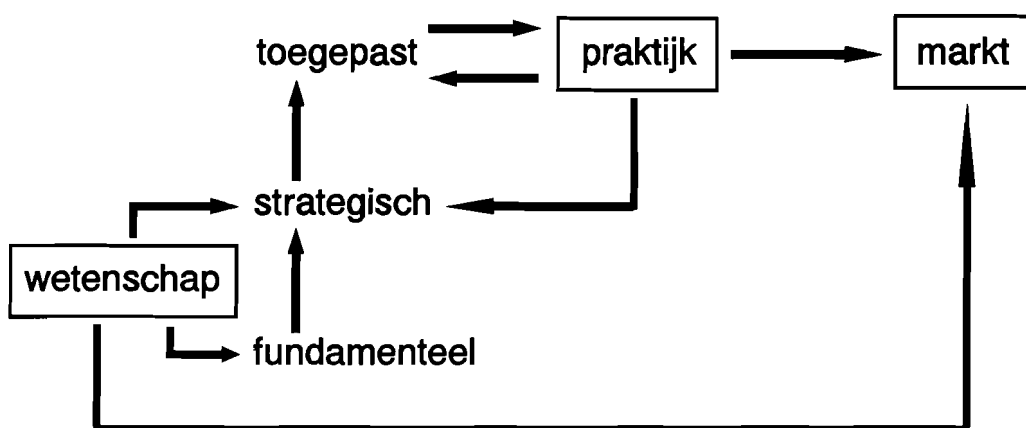 toegepast
praktijk
markt
strategisch
wetenschap
fundamenteel